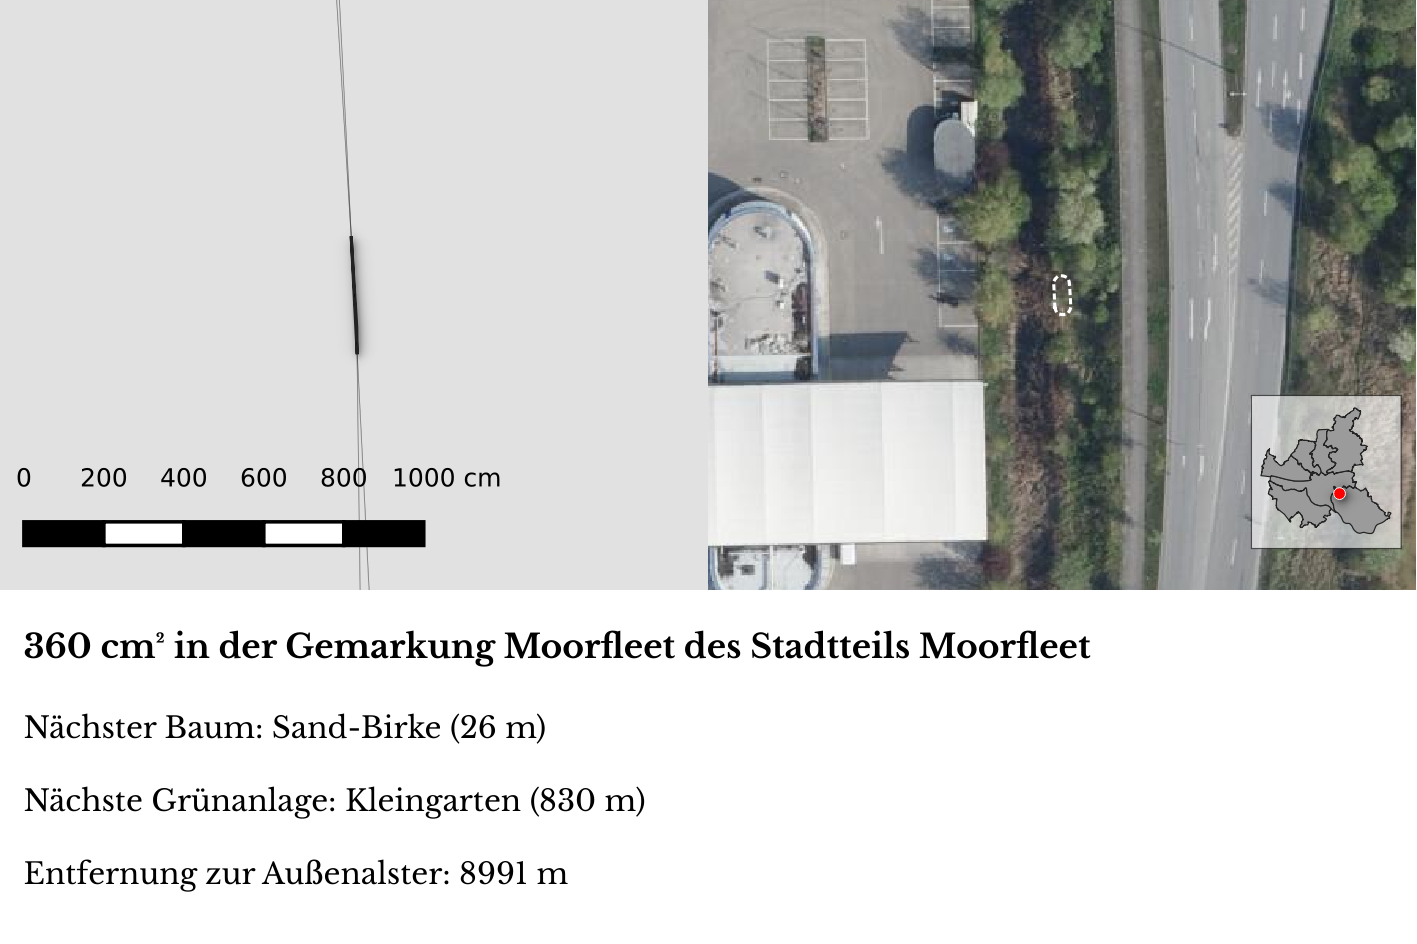 0 200 400 600 800 1000 cm
360 cm² in der Gemarkung Moorfleet des Stadtteils Moorfleet
Nächster Baum: Sand-Birke (26 m)
Nächste Grünanlage: Kleingarten (830 m)
Entfernung zur Außenalster: 8991 m